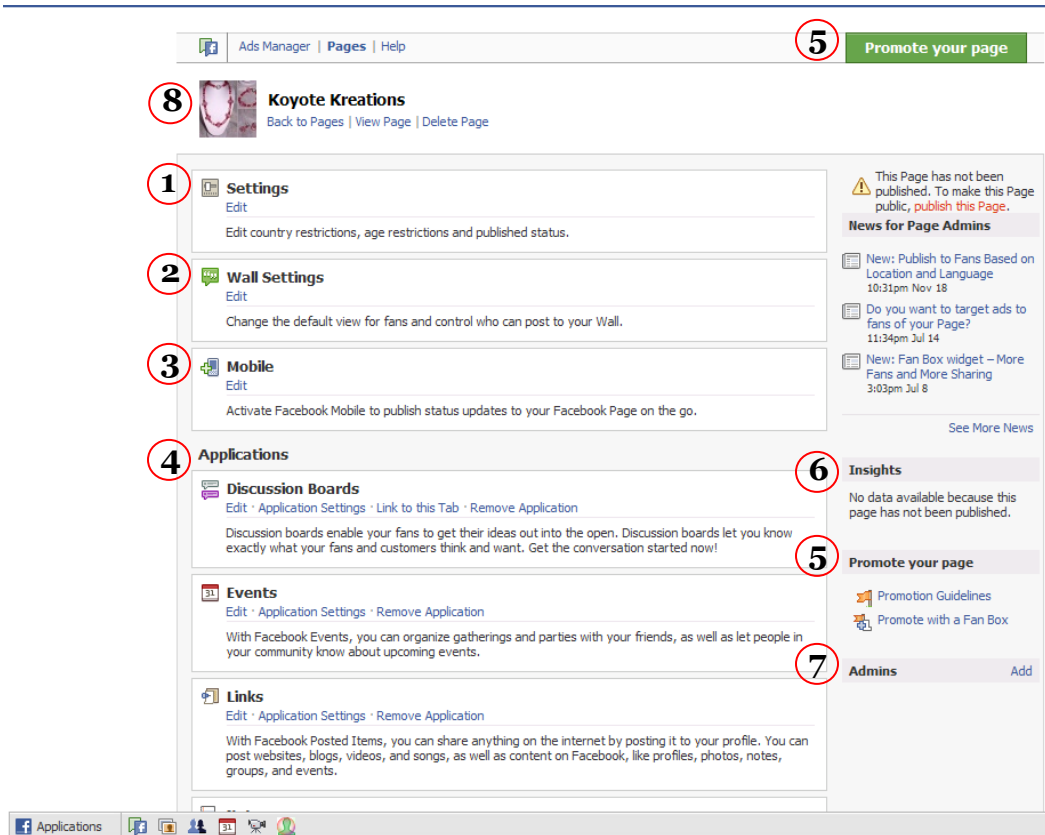 Ads Manager | Pages | Help
5
Promote your page
8
Koyote Kreations
Back to Pages | View Page | Delete Page
1
Settings
Edit
Edit country restrictions, age restrictions and published status.
2
Wall Settings
Edit
Change the default view for fans and control who can post to your Wall.
3
Mobile
Edit
Activate Facebook Mobile to publish status updates to your Facebook Page on the go.
4
Applications
Discussion Boards
Edit · Application Settings · Link to this Tab · Remove Application
Discussion boards enable your fans to get their ideas out into the open. Discussion boards let you know
exactly what your fans and customers think and want. Get the conversation started now!
31
Events
Edit · Application Settings · Remove Application
With Facebook Events, you can organize gatherings and parties with your friends, as well as let people in
your community know about upcoming events.
Links
Edit · Application Settings · Remove Application
With Facebook Posted Items, you can share anything on the internet by posting it to your profile. You can
post websites, blogs, videos, and songs, as well as content on Facebook, like profiles, photos, notes,
groups, and events.
This Page has not been
published. To make this Page
public, publish this Page.
News for Page Admins
New: Publish to Fans Based on
Location and Language
10:31pm Nov 18
Do you want to target ads to
fans of your Page?
11:34pm Jul 14
New: Fan Box widget – More
Fans and More Sharing
3:03pm Jul 8
See More News
6
Insights
No data available because this
page has not been published.
5
Promote your page
Promotion Guidelines
Promote with a Fan Box
7
Admins
Add
Applications
31